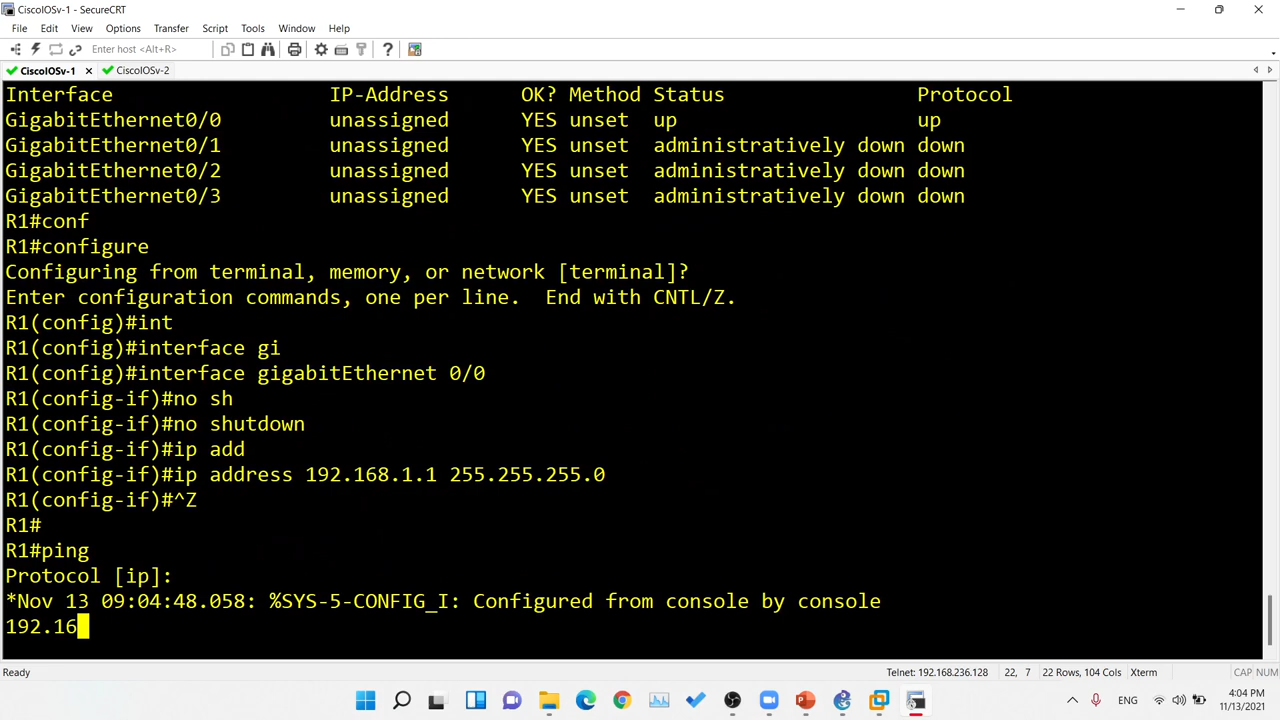 CiscoIOSv-1 - SecureCRT
File Edit View Options Transfer Script Window Tools Help
Enter host <Alt+R>
CiscoIOSv-1 CiscoIOSv-2
Interface IP-Address OK? Method Status Protocol
GigabitEthernet0/0 unassigned YES unset up up
GigabitEthernet0/1 unassigned YES unset administratively down down
GigabitEthernet0/2 unassigned YES unset administratively down down
GigabitEthernet0/3 unassigned YES unset administratively down down
R1#conf
R1#configure
Configuring from terminal, memory, or network [terminal]?
Enter configuration commands, one per line. End with CNTL/Z.
R1(config)#int
R1(config)#interface gi
R1(config)#interface gigabitEthernet 0/0
R1(config-if)#no sh
R1(config-if)#no shutdown
R1(config-if)#ip add
R1(config-if)#ip address 192.168.1.1 255.255.255.0
R1(config-if)#^Z
R1#
R1#ping
Protocol [ip]:
*Nov 13 09:04:48.058: %SYS-5-CONFIG_I: Configured from console by console
192.16
Ready Telnet: 192.168.236.128 22, 7 22 Rows, 104 Cols Xterm CAP NUM
ENG 4:04 PM
11/13/2021